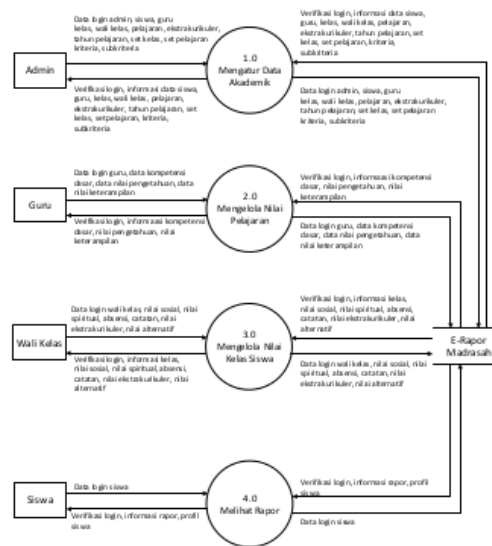 Data login admin, siswa, guru
kelas, wali kelas, pelajaran, ekstrakurikuler,
tahun pelajaran, set kelas, set pelajaran
kriteria, subkriteria
Verifikasi login, informasi data siswa,
guru, kelas, wali kelas, pelajaran,
ekstrakurikuler, tahun pelajaran, set
kelas, set pelajaran, kriteria,
subkriteria
Admin
1.0
Mengatur Data
Akademik
Verifikasi login, informasi data siswa,
guru, kelas, wali kelas, pelajaran,
ekstrakurikuler, tahun pelajaran, set
kelas, set pelajaran, kriteria,
subkriteria
Data login admin, siswa, guru
kelas, wali kelas, pelajaran, ekstrakurikuler,
tahun pelajaran, set kelas, set pelajaran
kriteria, subkriteria
Data login guru, data kompetensi
dasar, data nilai pengetahuan, data
nilai keterampilan
Verifikasi login, informasi kompetensi
dasar, nilai pengetahuan, nilai
keterampilan
Guru
2.0
Mengelola Nilai
Pelajaran
Verifikasi login, informaasi kompetensi
dasar, nilai pengetahuan, nilai
keterampilan
Data login guru, data kompetensi
dasar, data nilai pengetahuan, data
nilai keterampilan
Data login wali kelas, nilai sosial, nilai
spiritual, absensi, catatan, nilai
ekstrakurikuler, nilai alternatif
Verifikasi login, informasi kelas,
nilai sosial, nilai spiritual, absensi,
catatan, nilai ekstrakurikuler, nilai
alternatif
Wali Kelas
3.0
Mengelola Nilai
Kelas Siswa
E-Rapor
Madrasah
Verifikasi login, informasi kelas,
nilai sosial, nilai spiritual, absensi,
catatan, nilai ekstrakuikuler, nilai
alternatif
Data login wali kelas, nilai sosial, nilai
spiritual, absensi, catatan, nilai
ekstrakurikuler, nilai alternatif
Data login siswa
Verifikasi login, informasi rapor, profil
siswa
Siswa
4.0
Melihat Rapor
Verifikasi login, informasi rapor, profil
siswa
Data login siswa